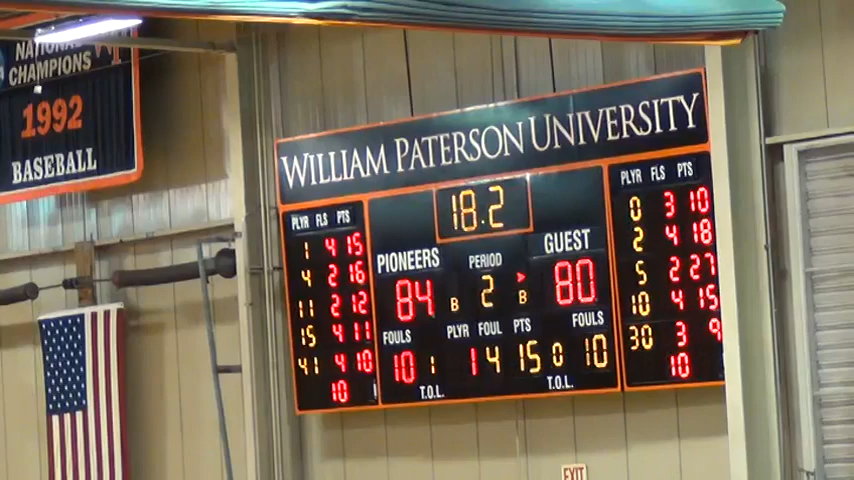 NATIONAL
CHAMPIONS
1992
BASEBALL
WILLIAM PATERSON UNIVERSITY
PLYR FLS PTS
1 4 15
4 2 16
11 2 12
15 4 11
41 4 10
10
18.2
PIONEERS PERIOD GUEST
84 B 2 B 80
FOULS PLYR FOUL PTS FOULS
10 1 1 4 15 0 10
T.O.L. T.O.L.
PLYR FLS PTS
0 3 10
2 4 18
5 2 27
10 4 15
30 3 9
10
EXIT